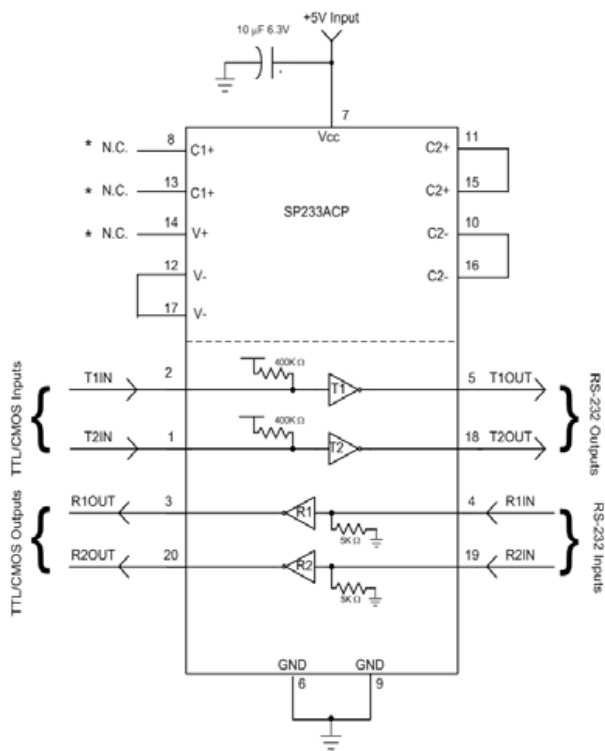 +5V Input
10 µF 6.3V
7
Vcc
* N.C. 8 C1+
* N.C. 13 C1+
* N.C. 14 V+
12 V-
17 V-
C2+ 11
C2+ 15
C2- 10
C2- 16
SP233ACP
TTL/CMOS Inputs
T1IN 2 400K Ω T1 5 T1OUT
T2IN 1 400K Ω T2 18 T2OUT
RS-232 Outputs
TTL/CMOS Outputs
R1OUT 3 R1 5K Ω 4 R1IN
R2OUT 20 R2 5K Ω 19 R2IN
RS-232 Inputs
GND GND
6 9